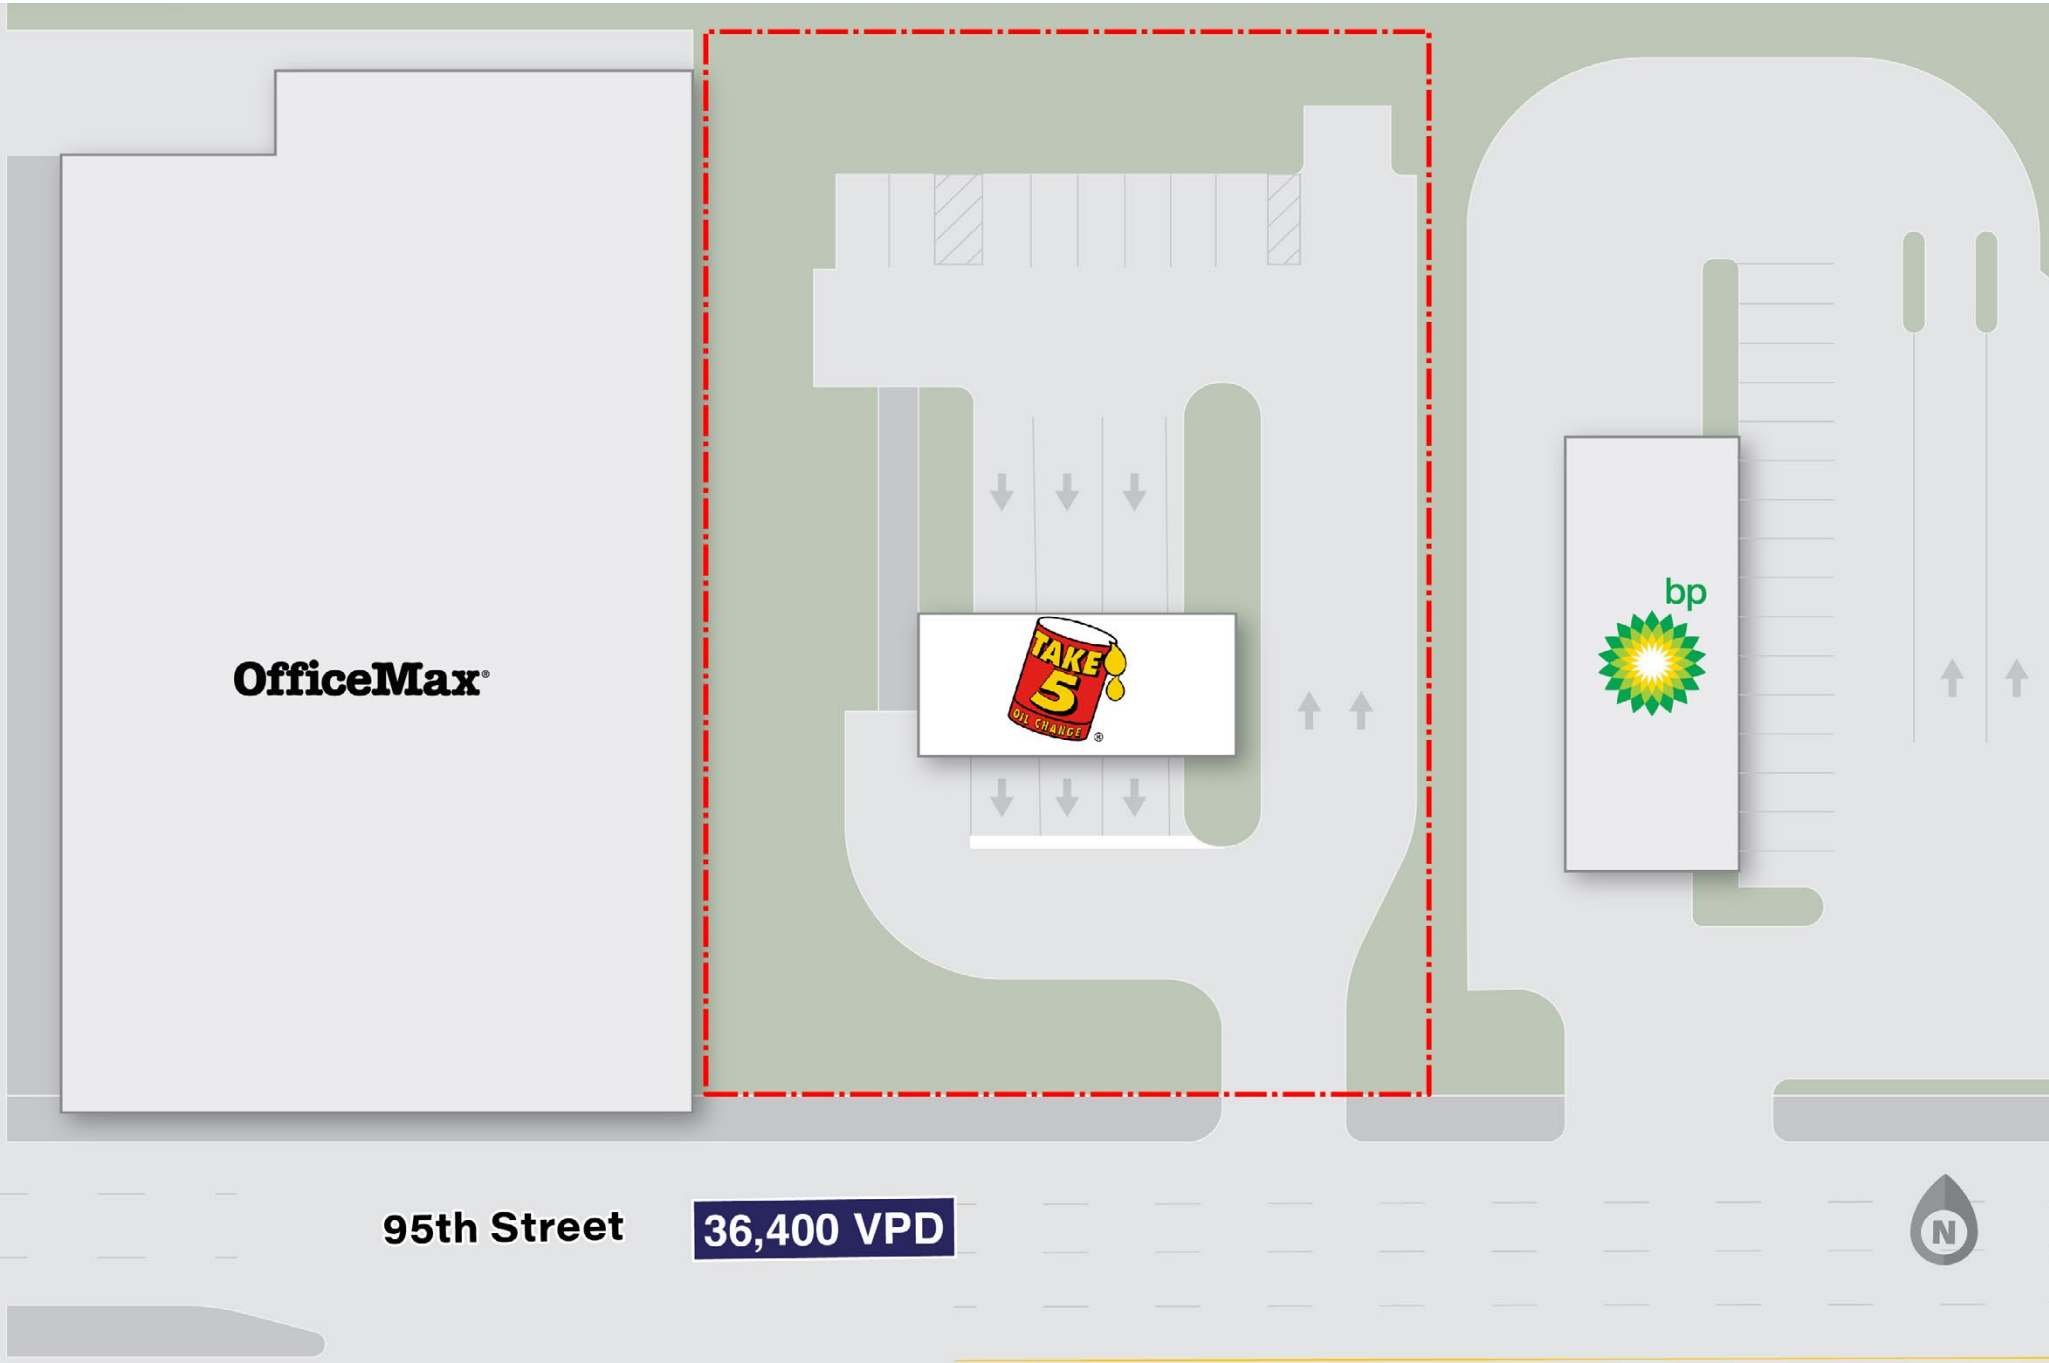 bp
TAKE
5
OIL CHANGE®
OfficeMax®
95th Street
36,400 VPD
N